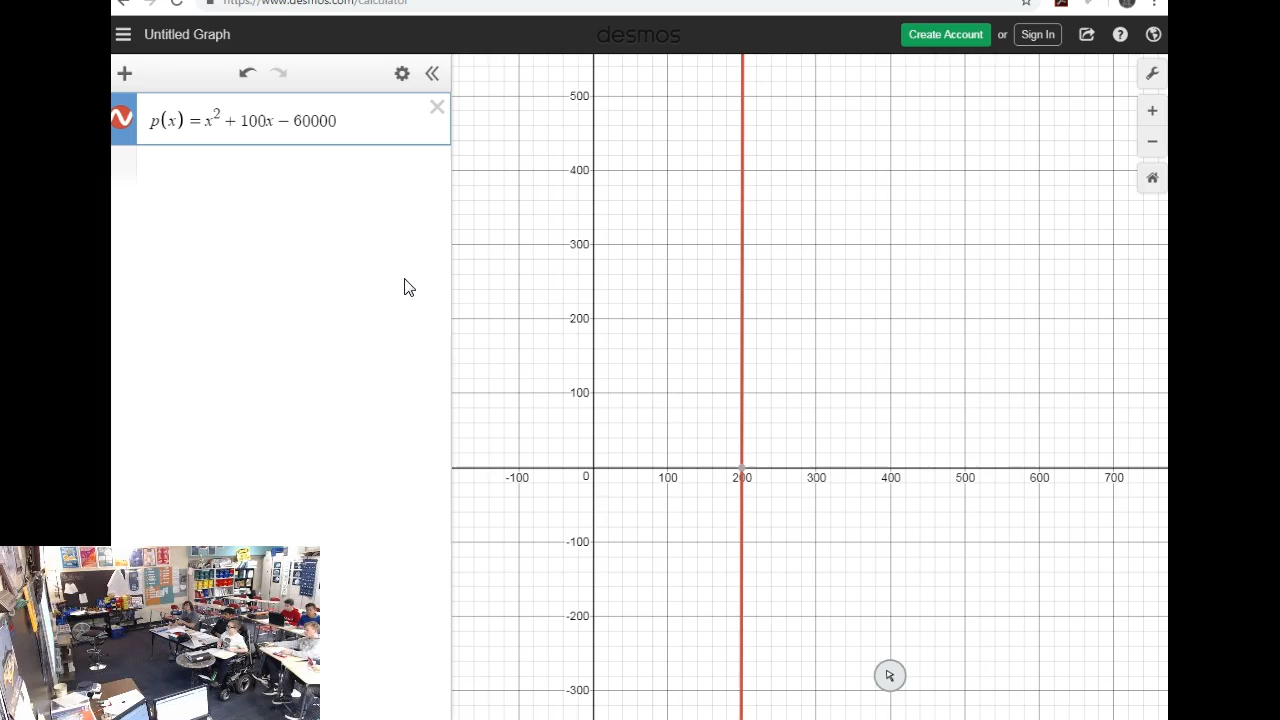 https://www.desmos.com/calculator
Untitled Graph
desmos
Create Account or Sign In
p(x) = x² + 100x − 60000
500
400
300
200
100
-100 0 100 200 300 400 500 600 700
-100
-200
-300